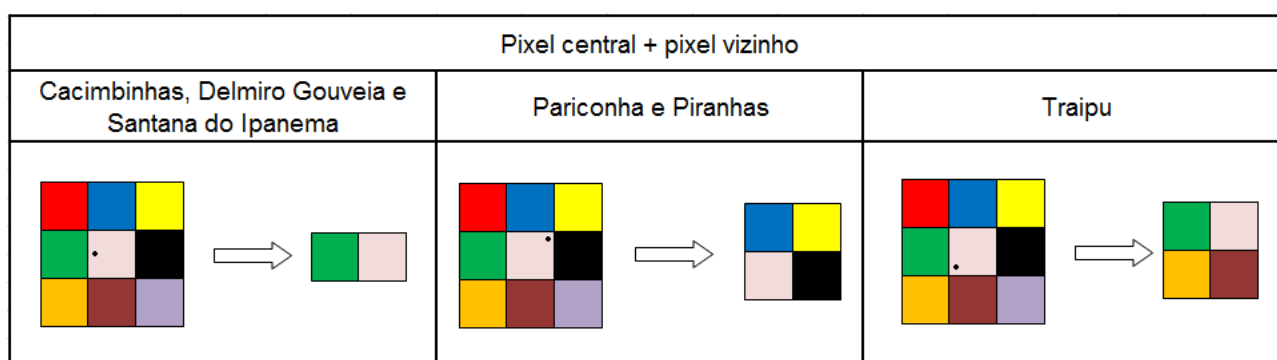 Pixel central + pixel vizinho
Cacimbinhas, Delmiro Gouveia e
Santana do Ipanema
Pariconha e Piranhas
Traipu